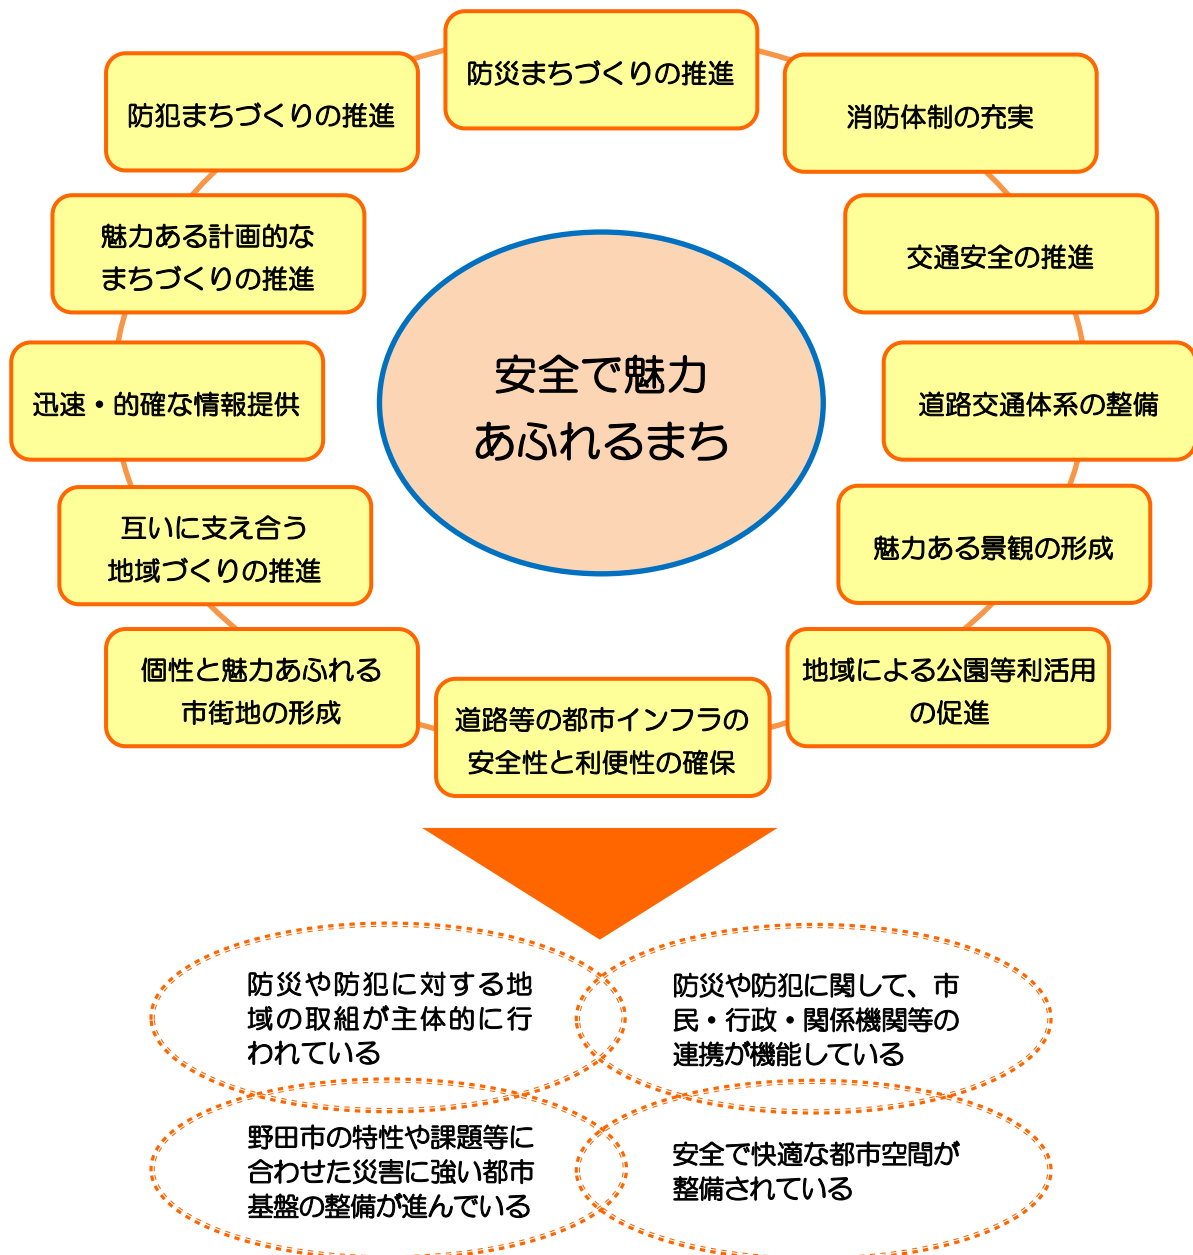 防災まちづくりの推進
防犯まちづくりの推進
消防体制の充実
魅力ある計画的な
まちづくりの推進
交通安全の推進
安全で魅力
あふれるまち
迅速・的確な情報提供
道路交通体系の整備
互いに支え合う
地域づくりの推進
魅力ある景観の形成
個性と魅力あふれる
市街地の形成
地域による公園等利活用
の促進
道路等の都市インフラの
安全性と利便性の確保
防災や防犯に対する地
域の取組が主体的に行
われている
防災や防犯に関して、市
民・行政・関係機関等の
連携が機能している
野田市の特性や課題等に
合わせた災害に強い都市
基盤の整備が進んでいる
安全で快適な都市空間が
整備されている